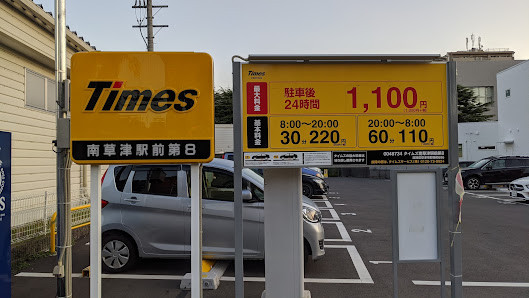 Times
南草津駅前第8
Times
最大料金
駐車後
24時間
1,100円
基本料金
8:00~20:00
30分220円
20:00~8:00
60分110円